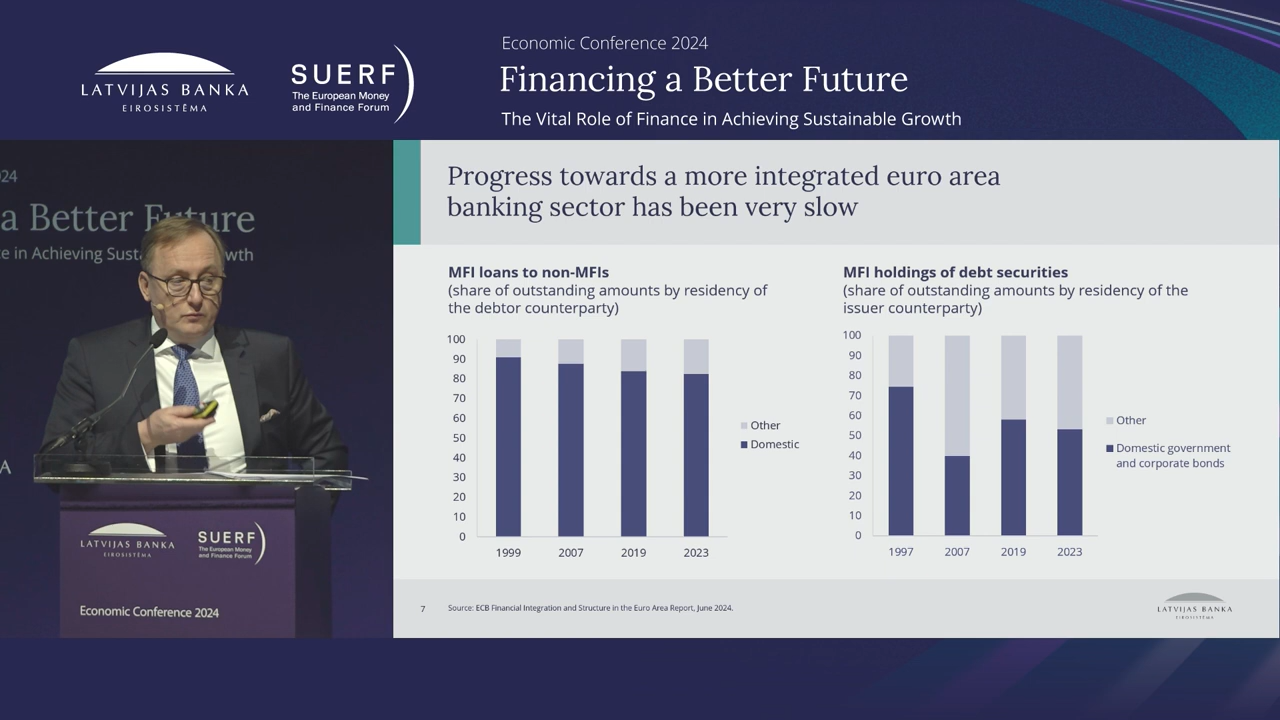 LATVIJAS BANKA
EIROSISTĒMA
SUERF
The European Money
and Finance Forum
Economic Conference 2024
Financing a Better Future
The Vital Role of Finance in Achieving Sustainable Growth
024
a Better Future
e in Achieving Susta wth
A
LATVIJAS BANKA
EIROSISTĒMA
SUERF
The European Money
and Finance Forum
Economic Conference 2024
Progress towards a more integrated euro area
banking sector has been very slow
MFI loans to non-MFIs
(share of outstanding amounts by residency of
the debtor counterparty)
100
90
80
70
60
50
40
30
20
10
0
1999 2007 2019 2023
Other
Domestic
MFI holdings of debt securities
(share of outstanding amounts by residency of the
issuer counterparty)
100
90
80
70
60
50
40
30
20
10
0
1997 2007 2019 2023
Other
Domestic government
and corporate bonds
7
Source: ECB Financial Integration and Structure in the Euro Area Report, June 2024.
LATVIJAS BANKA
EIROSISTĒMA